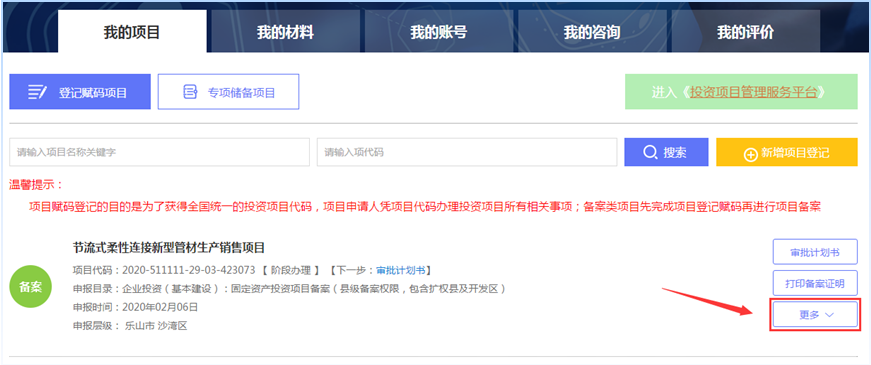 我的项目 我的材料 我的账号 我的咨询 我的评价
登记赋码项目 专项储备项目 进入《投资项目管理服务平台》
请输入项目名称关键字 请输入项代码 搜索 新增项目登记
温馨提示：
项目赋码登记的目的是为了获得全国统一的投资项目代码，项目申请人凭项目代码办理投资项目所有相关事项；备案类项目先完成项目登记赋码再进行项目备案
节流式柔性连接新型管材生产销售项目
项目代码：2020-511111-29-03-423073 【 阶段办理 】 【下一步：审批计划书】
申报目录：企业投资（基本建设）：固定资产投资项目备案（县级备案权限，包含扩权县及开发区）
申报时间：2020年02月06日
申报层级： 乐山市 沙湾区
备案
审批计划书
打印备案证明
更多